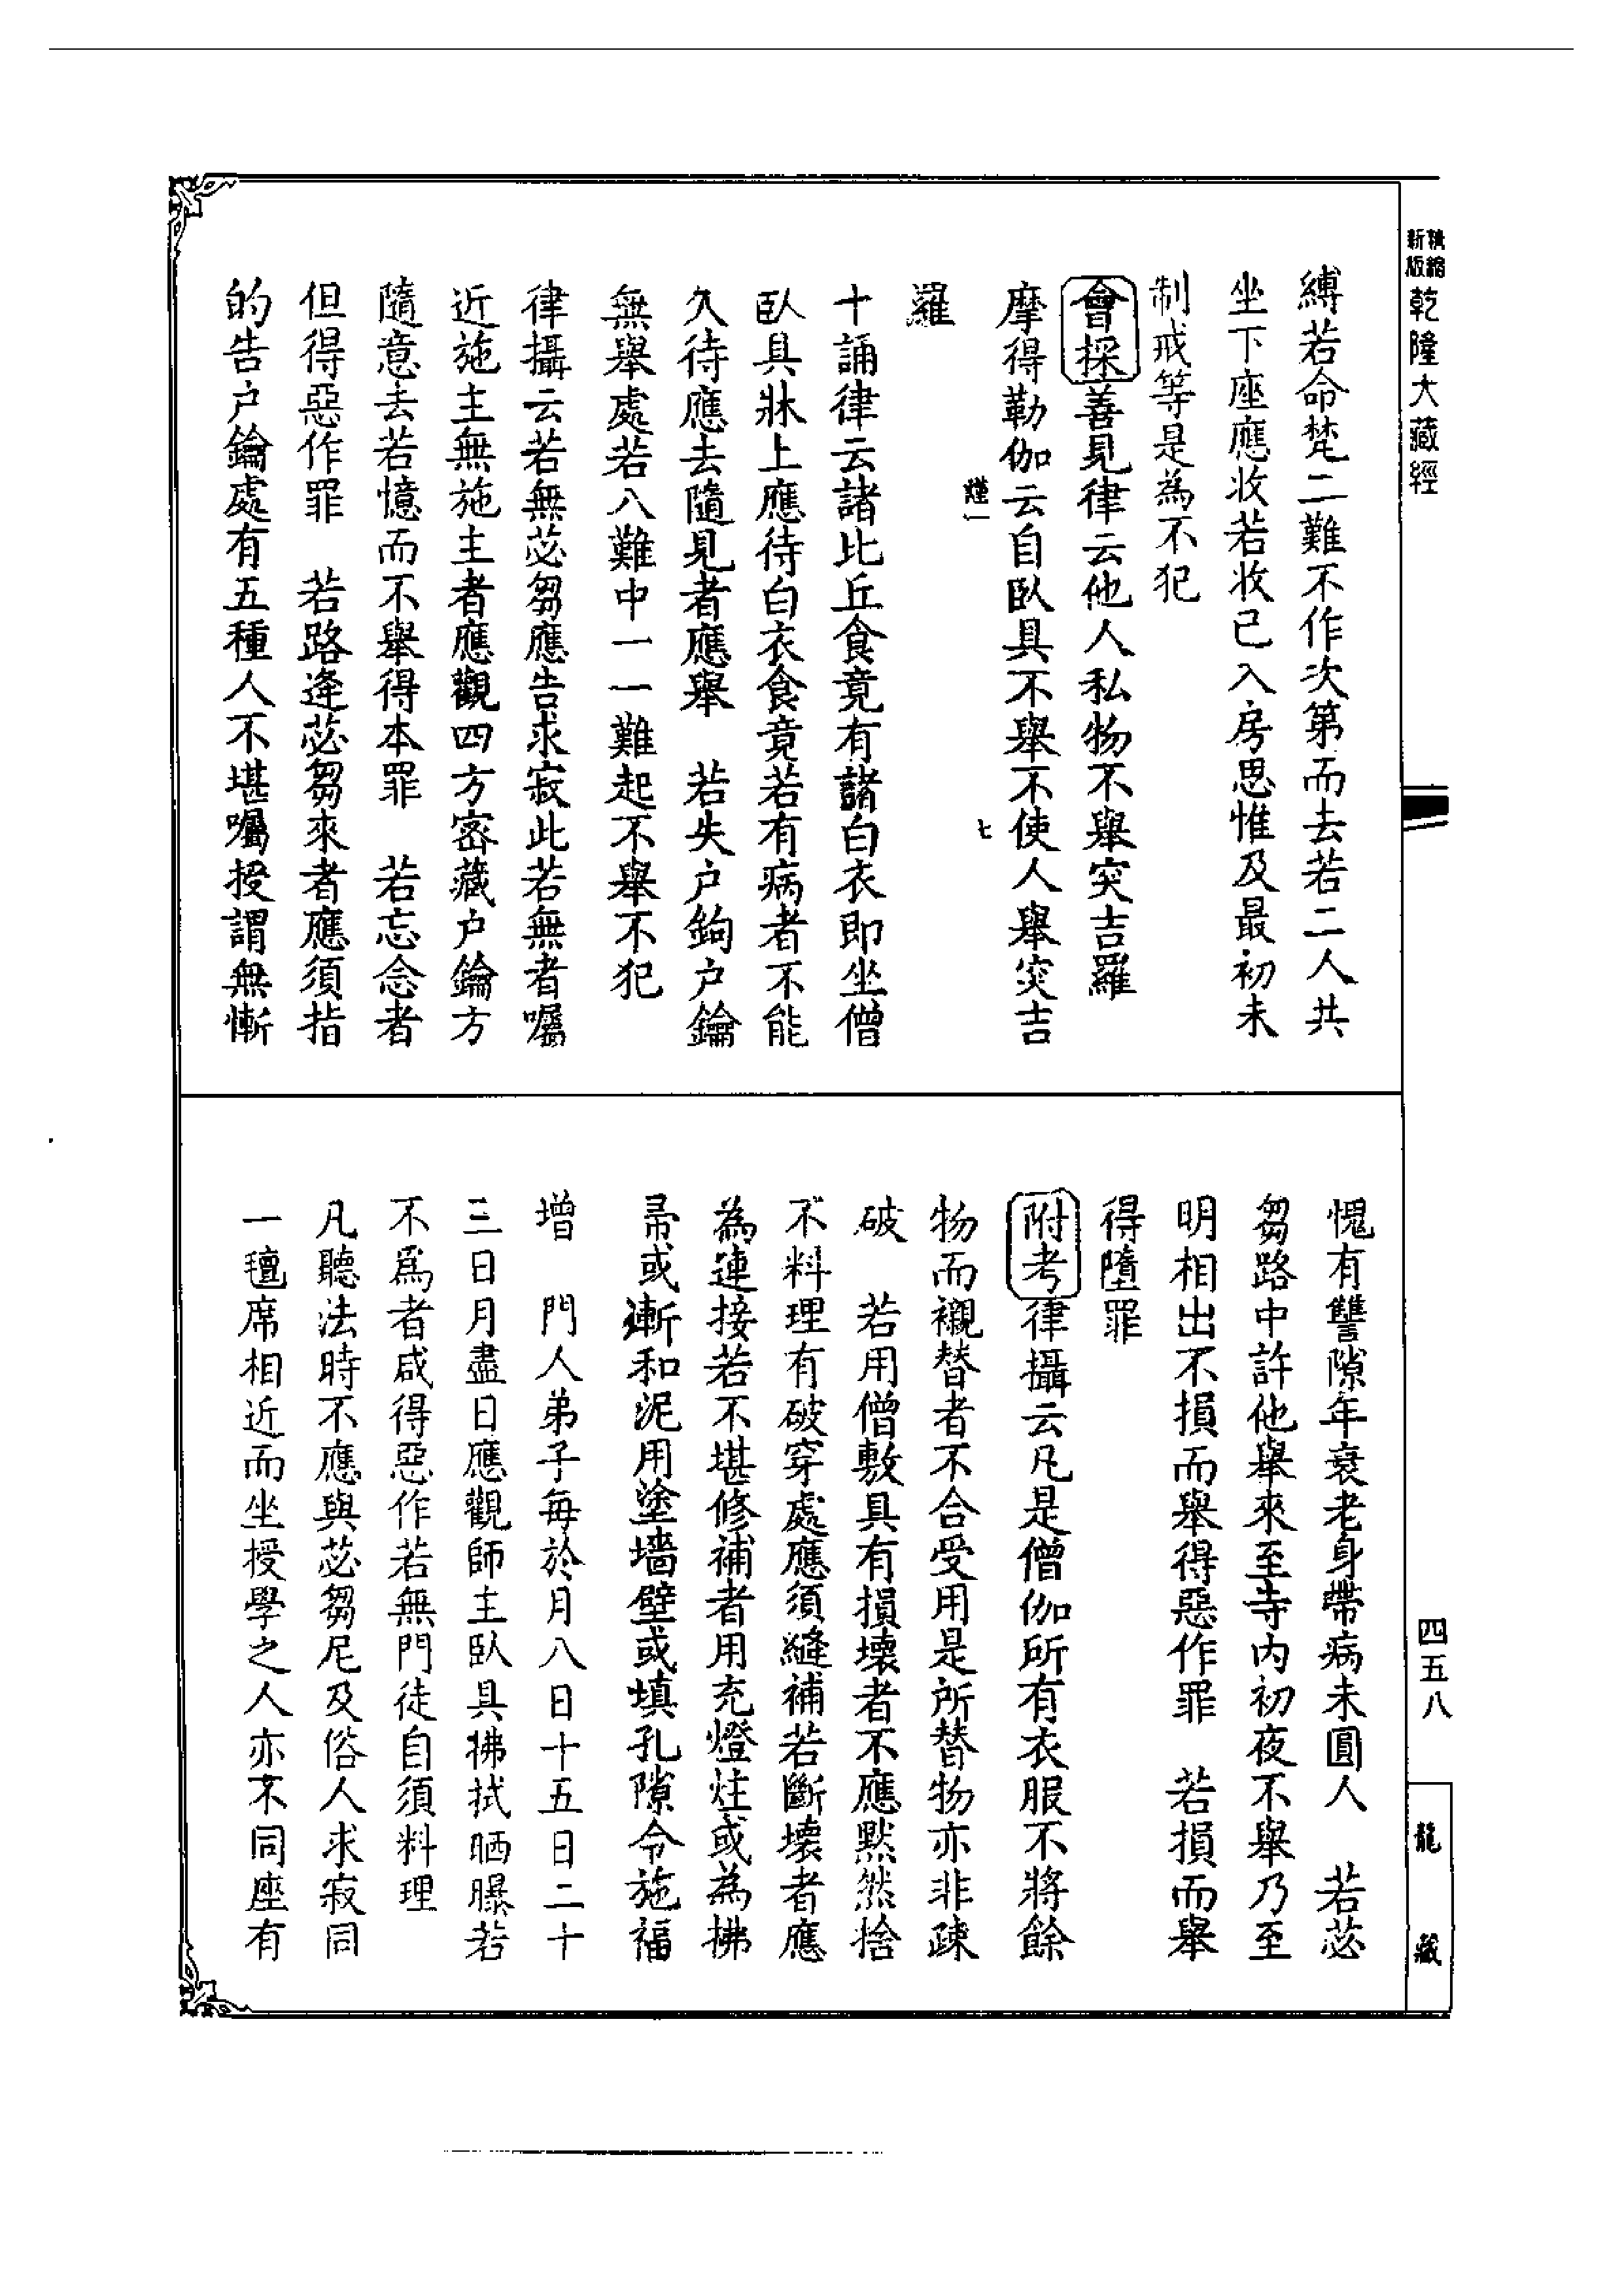 精縮
新版
乾隆大藏經
縛若命梵二難不作次第而去若二人共
坐下座應收若收已入房思惟及最初未
制戒等是為不犯
會採善見律云他人私物不舉突吉羅
摩得勒伽云自臥具不舉不使人舉突吉
七
羅
十誦律云諸比丘食竟有諸白衣即坐僧
臥具牀上應待白衣食竟若有病者不能
久待應去隨見者應舉　若失户鉤户鑰
無舉處若八難中一一難起不舉不犯
律攝云若無苾芻應告求寂此若無者囑
近施主無施主者應觀四方密藏户鑰方
隨意去若憶而不舉得本罪　若忘念者
但得惡作罪　若路逢苾芻來者應須指
的告户鑰處有五種人不堪囑授謂無慚
愧有讐隙年衰老身帶病未圓人　若苾
芻路中許他舉來至寺內初夜不舉乃至
明相出不損而舉得惡作罪　若損而舉
得墮罪
附考律攝云凡是僧伽所有衣服不將餘
物而襯替者不合受用是所替物亦非疎
破　若用僧敷具有損壞者不應默然捨
不料理有破穿處應須縫補若斷壞者應
為連接若不堪修補者用充燈炷或為拂
帚或斬和泥用塗墻壁或填孔隙令施福
增　門人弟子每於月八日十五日二十
三日月盡日應觀師主臥具拂拭晒曝若
不爲者咸得惡作若無門徒自須料理
凡聽法時不應與苾芻尼及俗人求寂同
一氊席相近而坐授學之人亦不同座有
四五八
龍藏